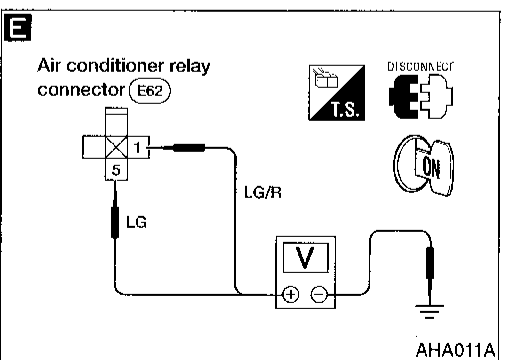 E
Air conditioner relay
connector E62
DISCONNECT
T.S.
1
ON
5
LG/R
LG
V
+ −
AHA011A